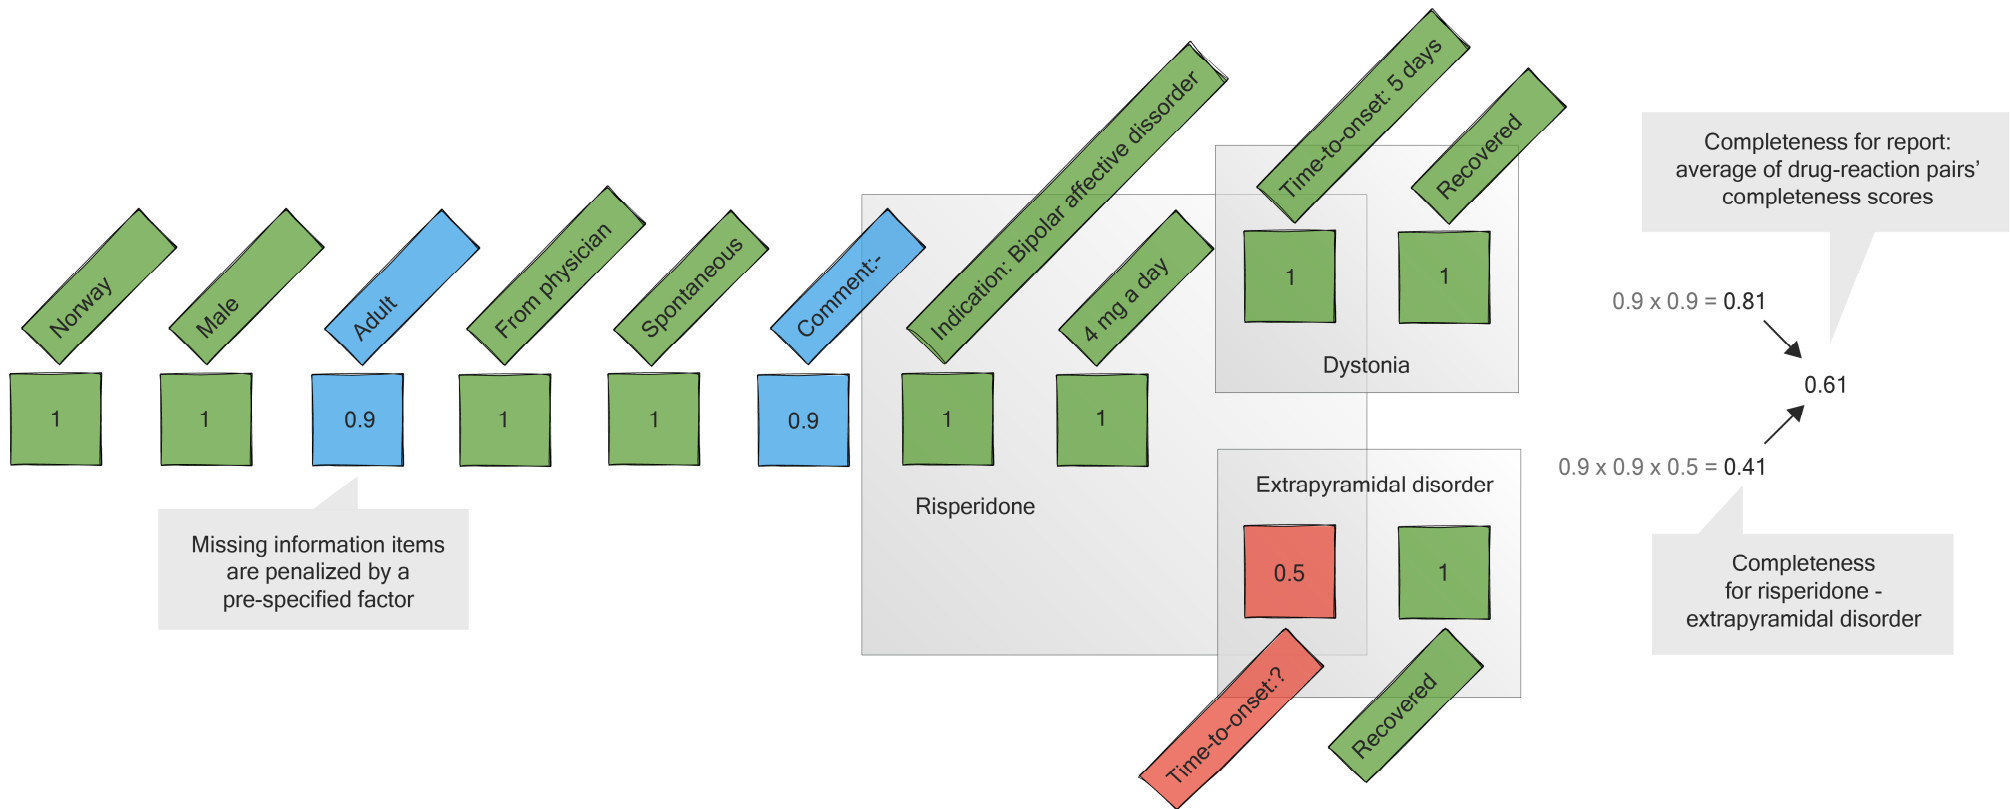 Norway
Male
Adult
From physician
Spontaneous
Comment:-
Indication: Bipolar affective dissorder
4 mg a day
Time-to-onset: 5 days
Recovered
1
1
0.9
1
1
0.9
1
1
1
1
Dystonia
Risperidone
Extrapyramidal disorder
0.5
1
Time-to-onset:?
Recovered
Missing information items
are penalized by a
pre-specified factor
Completeness for report:
average of drug-reaction pairs’
completeness scores
0.9 x 0.9 = 0.81
0.61
0.9 x 0.9 x 0.5 = 0.41
Completeness
for risperidone -
extrapyramidal disorder